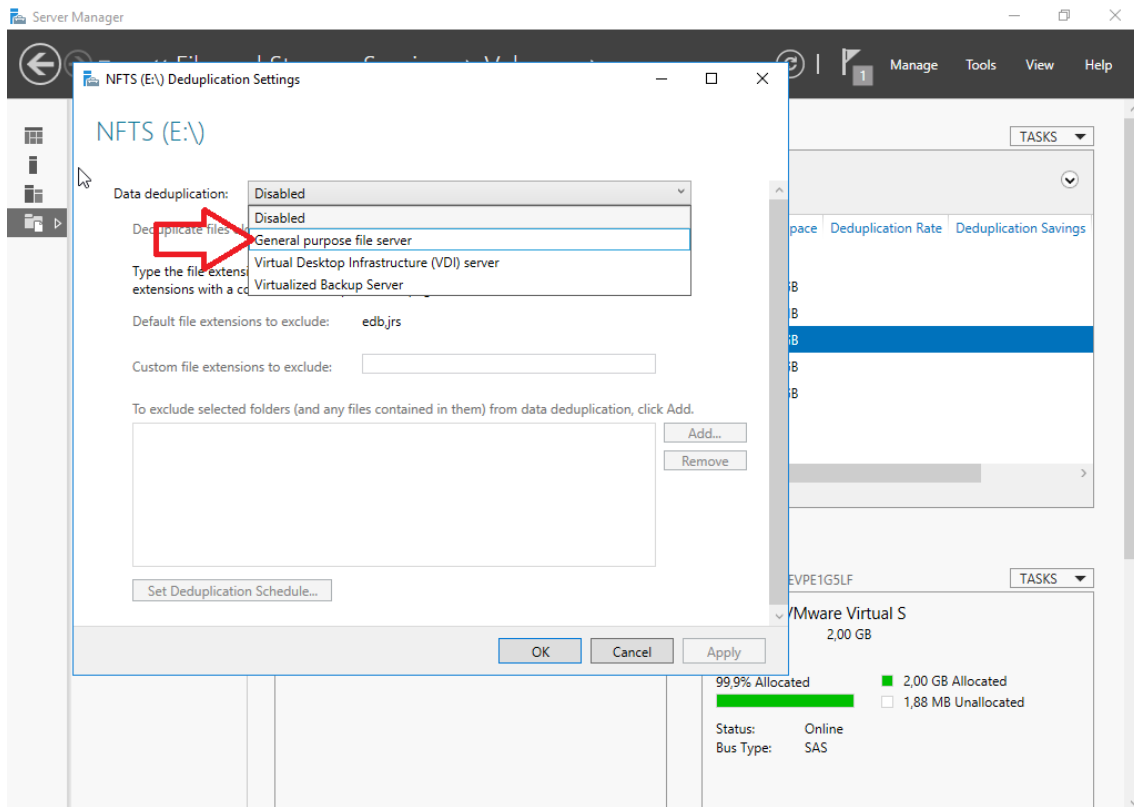 Server Manager
Manage Tools View Help
1
NFTS (E:\) Deduplication Settings
NFTS (E:\)
TASKS
Data deduplication: Disabled
Disabled
General purpose file server
Virtual Desktop Infrastructure (VDI) server
Virtualized Backup Server
Deduplicate files
Type the file
extensions with a
Default file extensions to exclude: edb,jrs
Custom file extensions to exclude:
To exclude selected folders (and any files contained in them) from data deduplication, click Add.
Add...
Remove
Set Deduplication Schedule...
OK Cancel Apply
Deduplication Rate Deduplication Savings
TASKS
EVPE1G5LF
VMware Virtual S
2,00 GB
99,9% Allocated
2,00 GB Allocated
1,88 MB Unallocated
Status: Online
Bus Type: SAS